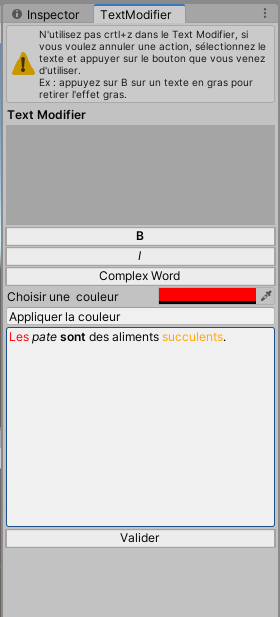 Inspector
TextModifier
N'utilisez pas crtl+z dans le Text Modifier, si
vous voulez annuler une action, sélectionnez le
texte et appuyer sur le bouton que vous venez
d'utiliser.
Ex : appuyez sur B sur un texte en gras pour
retirer l'effet gras.
Text Modifier
B
I
Complex Word
Choisir une couleur
Appliquer la couleur
Les pate sont des aliments succulents.
Valider